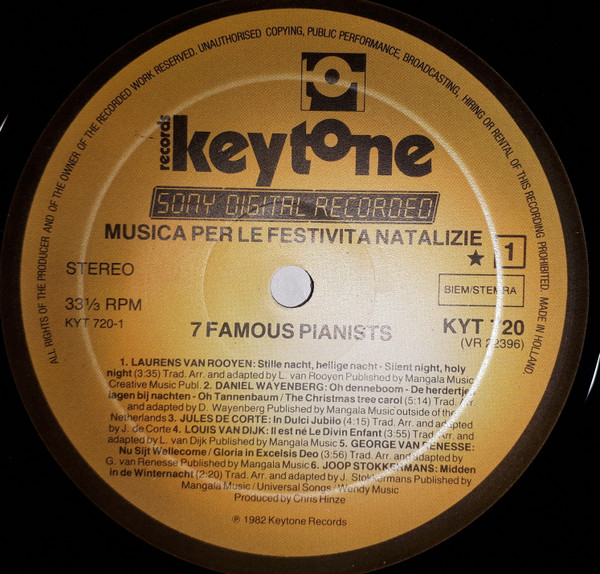 ALL RIGHTS OF THE PRODUCER AND OF THE OWNER OF THE RECORDED WORK RESERVED. UNAUTHORISED COPYING, PUBLIC PERFORMANCE, BROADCASTING, HIRING OR RENTAL OF THIS RECORDING PROHIBITED. MADE IN HOLLAND.
records
keytone
SONY DIGITAL RECORDED
MUSICA PER LE FESTIVITA NATALIZIE
STEREO
★ 1
33⅓ RPM
BIEM/STEMRA
KYT 720-1
7 FAMOUS PIANISTS
KYT 720
(VR 22396)
1. LAURENS VAN ROOYEN: Stille nacht, heilige nacht - Silent night, holy
night (3:35) Trad. Arr. and adapted by L. van Rooyen Published by Mangala Music/
Creative Music Publ. 2. DANIEL WAYENBERG: Oh denneboom - De herdertjes
lagen bij nachten - Oh Tannenbaum / The Christmas tree carol (5:14) Trad. Arr.
and adapted by D. Wayenberg Published by Mangala Music outside of the
Netherlands 3. JULES DE CORTE: In Dulci Jubilo (4:15) Trad. Arr. and adapted
by J. de Corte 4. LOUIS VAN DIJK: Il est né Le Divin Enfant (3:55) Trad. Arr. and
adapted by L. van Dijk Published by Mangala Music 5. GEORGE VAN RENESSE:
Nu Sijt Wellecome / Gloria in Excelsis Deo (3:56) Trad. Arr. and adapted by
G. van Renesse Published by Mangala Music 6. JOOP STOKKERMANS: Midden
in de Winternacht (2:20) Trad. Arr. and adapted by J. Stokkermans Published by
Mangala Music / Universal Songs / Wendy Music
Produced by Chris Hinze
℗ 1982 Keytone Records